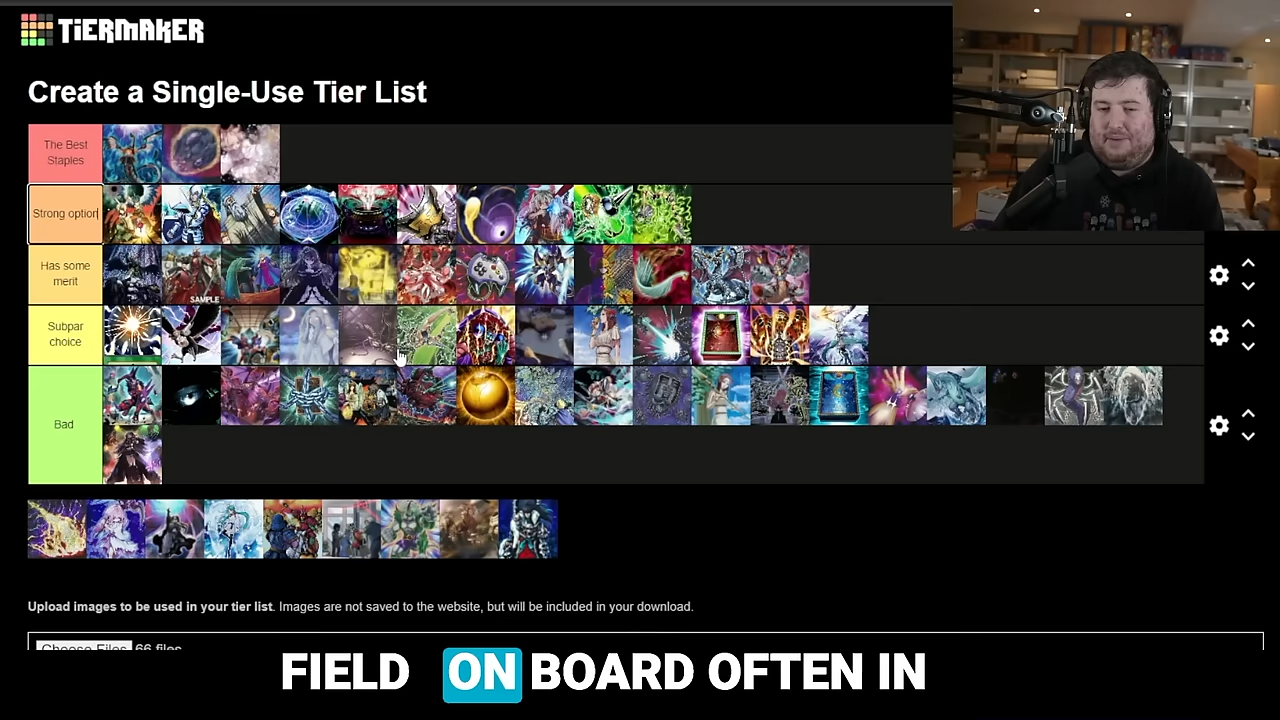 TiERMAKER
Create a Single-Use Tier List
The Best
Staples
Strong option
Has some
merit
SAMPLE
Subpar
choice
Bad
Upload images to be used in your tier list. Images are not saved to the website, but will be included in your download.
Choose Files 66 files
FIELD ON BOARD OFTEN IN